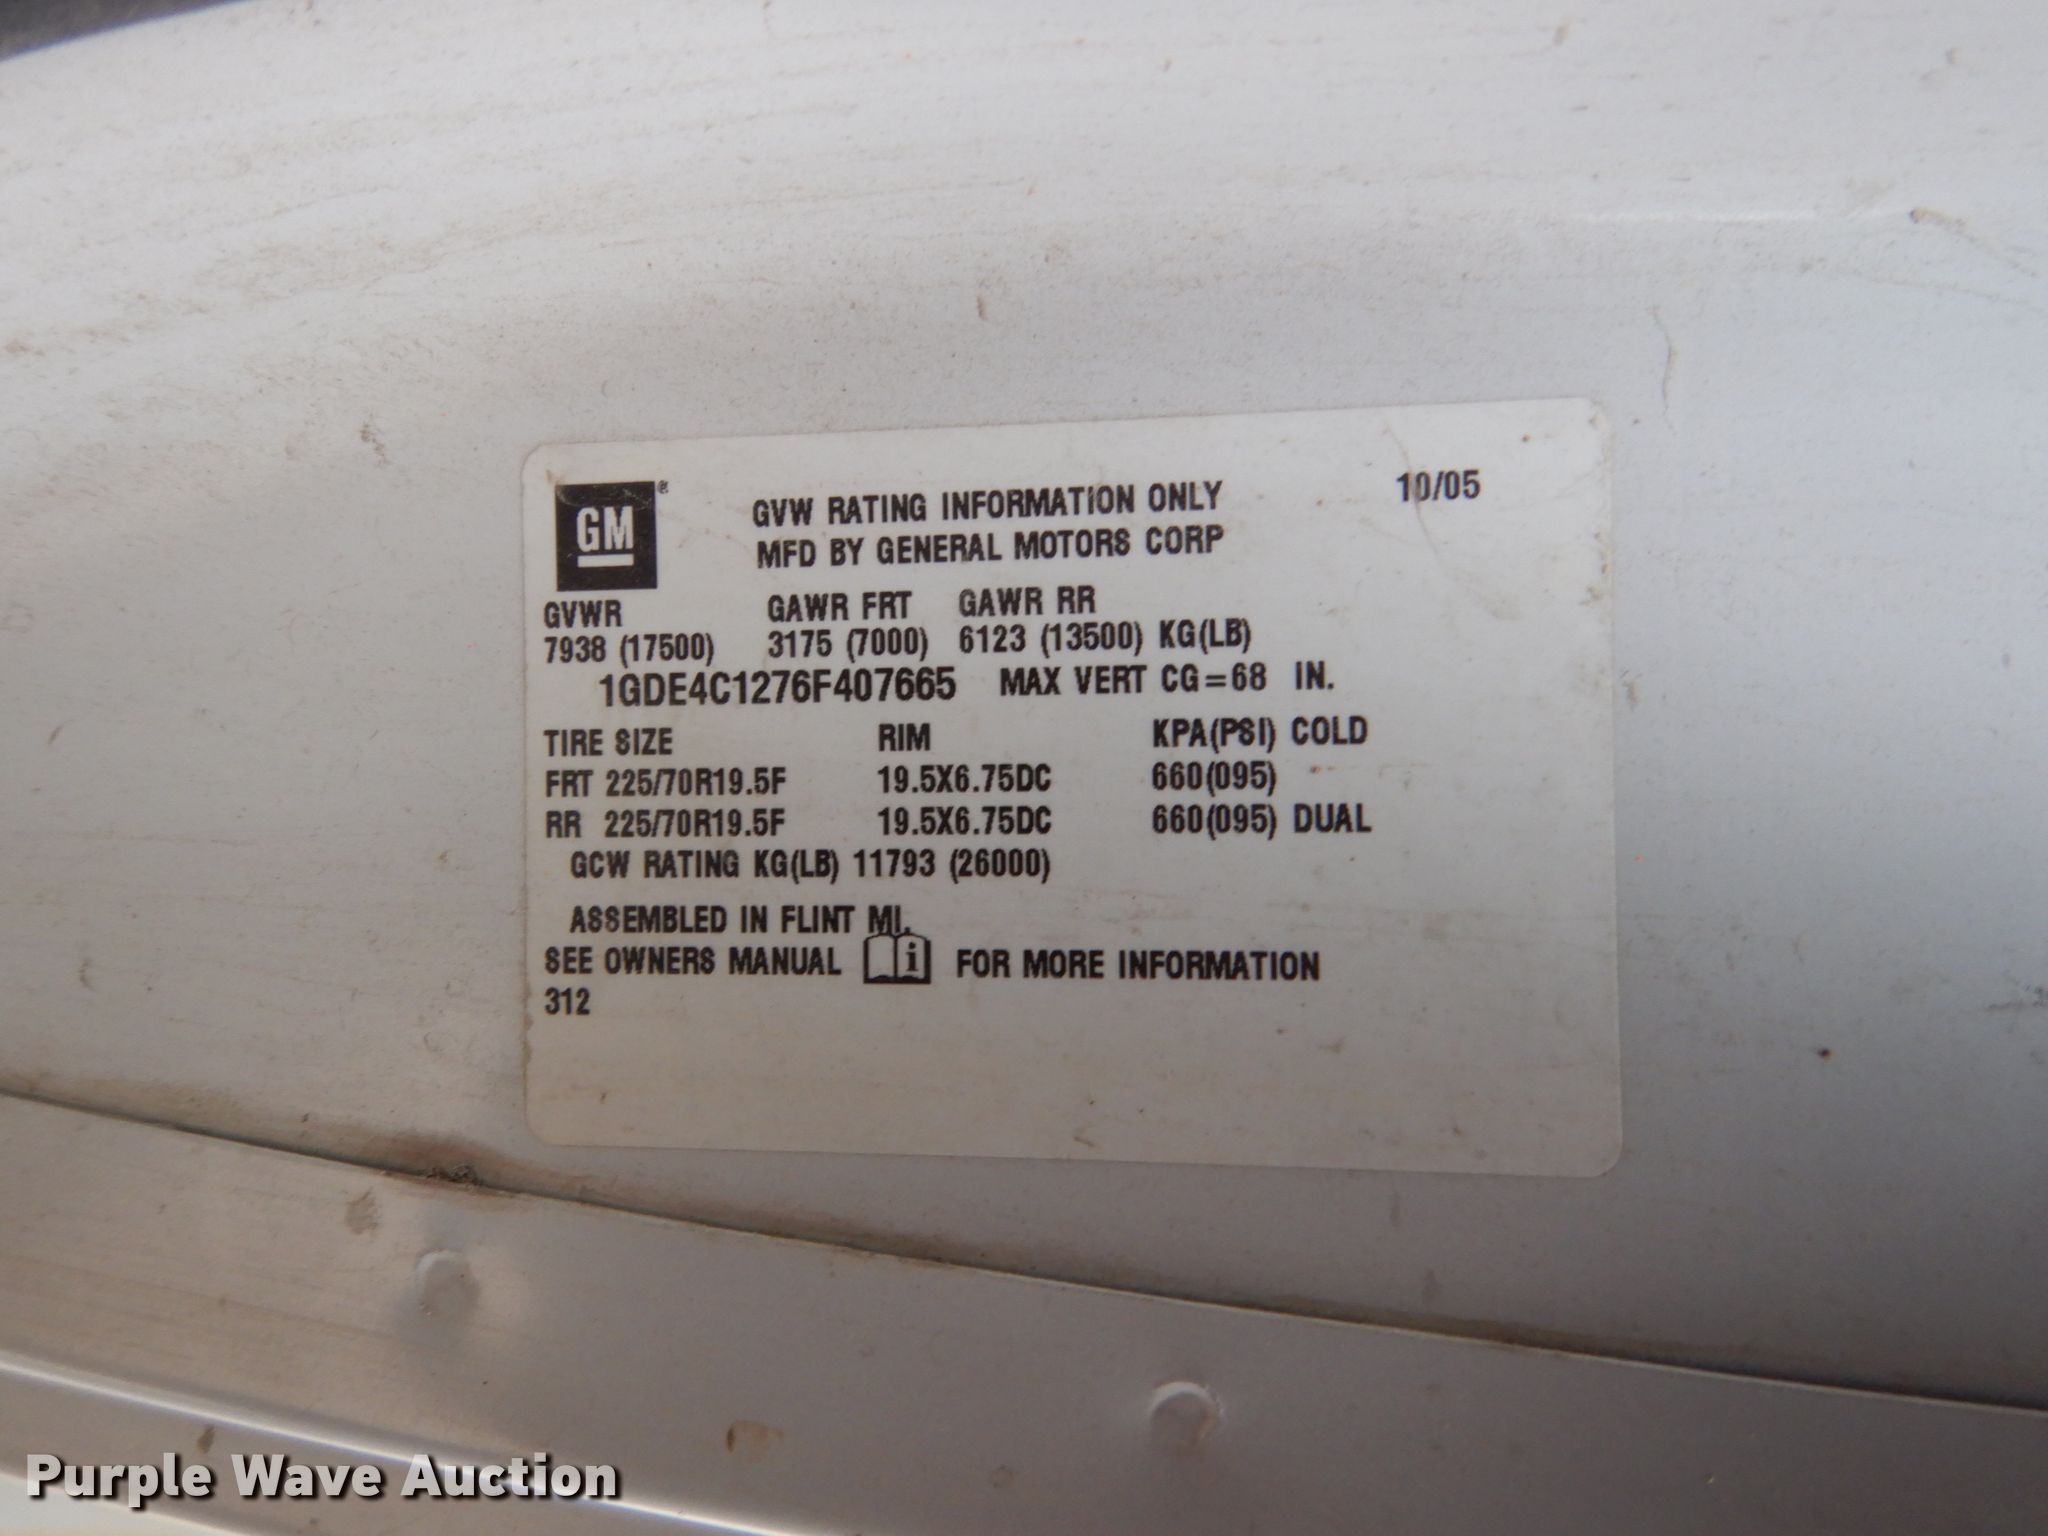 GM®
GVW RATING INFORMATION ONLY 10/05
MFD BY GENERAL MOTORS CORP
GVWR GAWR FRT GAWR RR
7938 (17500) 3175 (7000) 6123 (13500) KG(LB)
1GDE4C1276F407665 MAX VERT CG=68 IN.
TIRE SIZE RIM KPA(PSI) COLD
FRT 225/70R19.5F 19.5X6.75DC 660(095)
RR 225/70R19.5F 19.5X6.75DC 660(095) DUAL
GCW RATING KG(LB) 11793 (26000)
ASSEMBLED IN FLINT MI.
SEE OWNERS MANUAL i FOR MORE INFORMATION
312
Purple Wave Auction